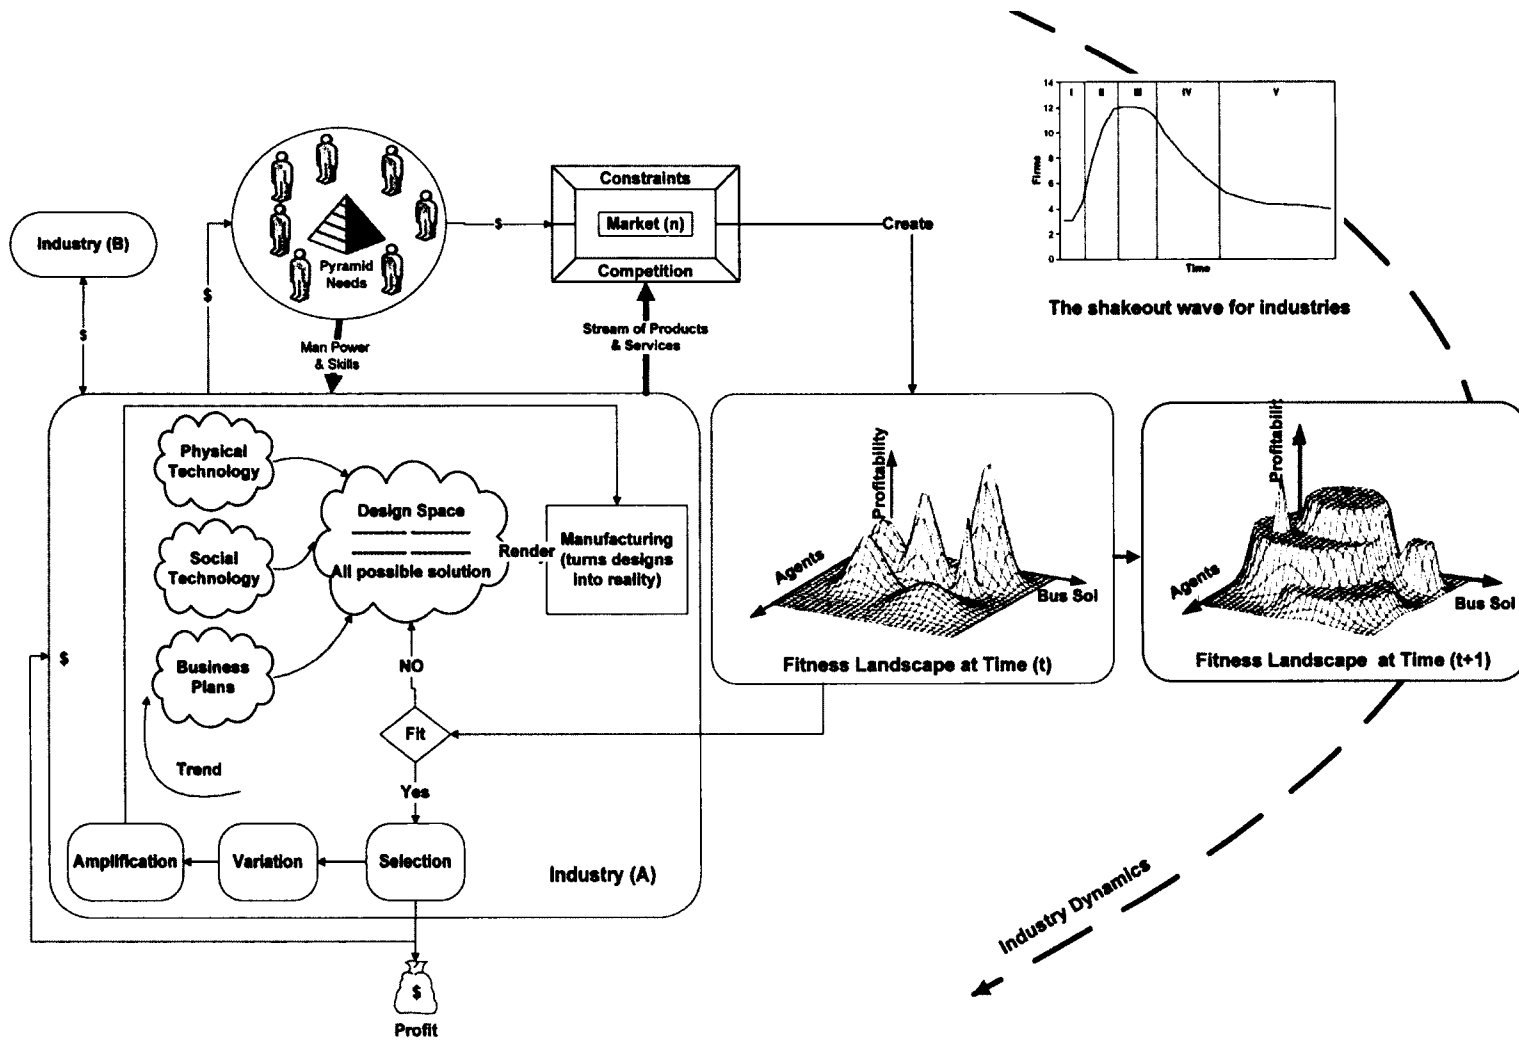 14
12
10
8
6
4
2
0
I
II
III
IV
V
Firms
Time
The shakeout wave for industries
Industry (B)
$
$
Pyramid
Needs
$
Constraints
Market (n)
Competition
Create
Man Power
& Skills
Stream of Products
& Services
Physical
Technology
Social
Technology
Business
Plans
Trend
Design Space
All possible solution
Render
Manufacturing
(turns designs
into reality)
NO
Fit
Yes
$
Amplification
Variation
Selection
Industry (A)
$
Profit
Profitability
Agents
Bus Sol
Fitness Landscape at Time (t)
Profitabilit
Agents
Bus Sol
Fitness Landscape at Time (t+1)
Industry Dynamics